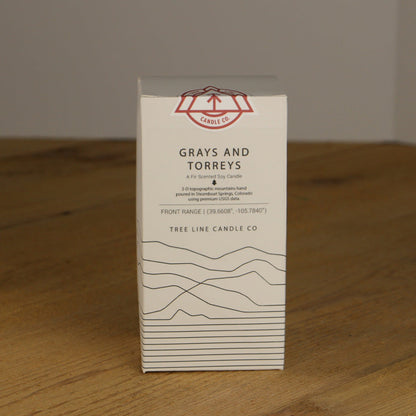 CANDLE CO.
GRAYS AND
TORREYS
A Fir Scented Soy Candle
3-D topographic mountains hand
poured in Steamboat Springs, Colorado
using premium USGS data.
FRONT RANGE | (39.6608°, -105.7840°)
TREE LINE CANDLE CO